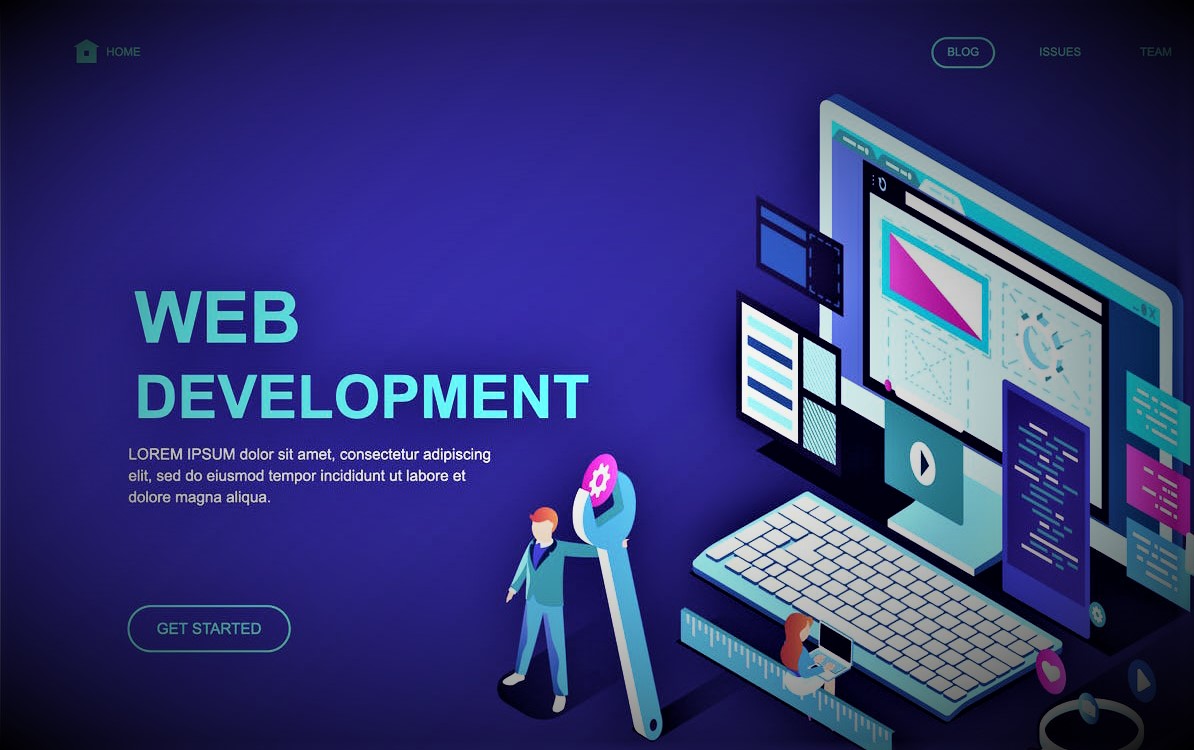 HOME
BLOG
ISSUES
TEAM
WEB
DEVELOPMENT
LOREM IPSUM dolor sit amet, consectetur adipiscing
elit, sed do eiusmod tempor incididunt ut labore et
dolore magna aliqua.
GET STARTED